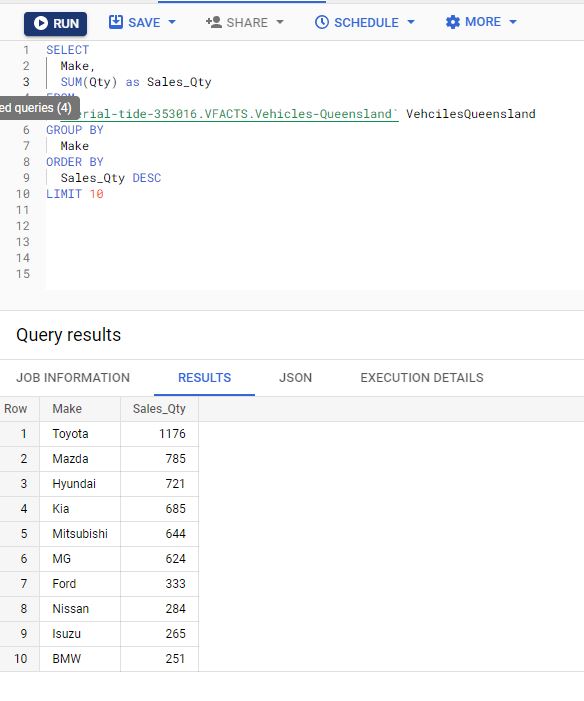 RUN SAVE SHARE SCHEDULE MORE
1 SELECT
2 Make,
3 SUM(Qty) as Sales_Qty
ed queries (4)
erial-tide-353016.VFACTS.Vehicles-Queensland` VehcilesQueensland
6 GROUP BY
7 Make
8 ORDER BY
9 Sales_Qty DESC
10 LIMIT 10
11
12
13
14
15
Query results
JOB INFORMATION RESULTS JSON EXECUTION DETAILS
Row Make Sales_Qty
1 Toyota 1176
2 Mazda 785
3 Hyundai 721
4 Kia 685
5 Mitsubishi 644
6 MG 624
7 Ford 333
8 Nissan 284
9 Isuzu 265
10 BMW 251